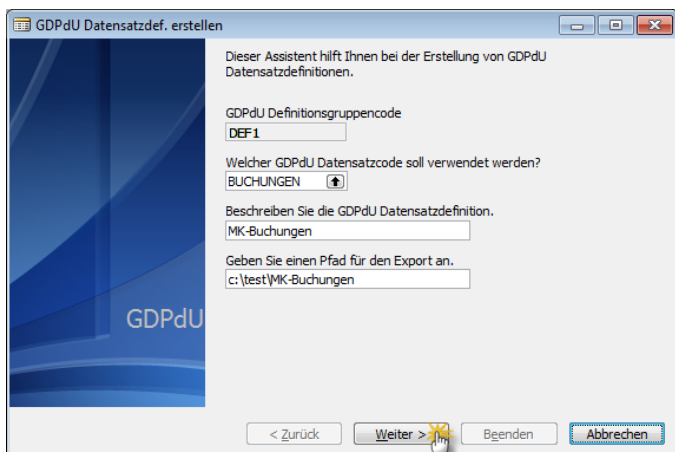 GDPdU Datensatzdef. erstellen
Dieser Assistent hilft Ihnen bei der Erstellung von GDPdU
Datensatzdefinitionen.
GDPdU Definitionsgruppencode
DEF1
Welcher GDPdU Datensatzcode soll verwendet werden?
BUCHUNGEN
Beschreiben Sie die GDPdU Datensatzdefinition.
MK-Buchungen
Geben Sie einen Pfad für den Export an.
c:\test\MK-Buchungen
GDPdU
< Zurück Weiter > Beenden Abbrechen